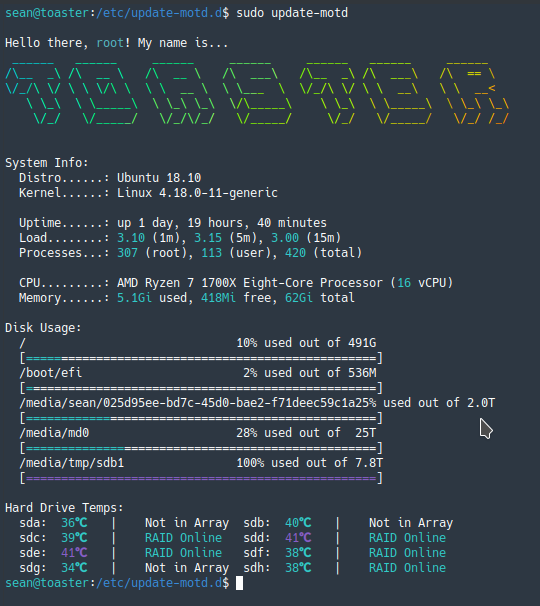 sean@toaster:/etc/update-motd.d$ sudo update-motd
Hello there, root! My name is...
TOASTER
System Info:
Distro......: Ubuntu 18.10
Kernel......: Linux 4.18.0-11-generic
Uptime......: up 1 day, 19 hours, 40 minutes
Load........: 3.10 (1m), 3.15 (5m), 3.00 (15m)
Processes...: 307 (root), 113 (user), 420 (total)
CPU.........: AMD Ryzen 7 1700X Eight-Core Processor (16 vCPU)
Memory......: 5.1Gi used, 418Mi free, 62Gi total
Disk Usage:
/ 10% used out of 491G
[==================================================]
/boot/efi 2% used out of 536M
[==================================================]
/media/sean/025d95ee-bd7c-45d0-bae2-f71deec59c1a25% used out of 2.0T
[==================================================]
/media/md0 28% used out of  25T
[==================================================]
/media/tmp/sdb1 100% used out of 7.8T
[==================================================]
Hard Drive Temps:
sda: 36℃ | Not in Array sdb: 40℃ | Not in Array
sdc: 39℃ | RAID Online sdd: 41℃ | RAID Online
sde: 41℃ | RAID Online sdf: 38℃ | RAID Online
sdg: 34℃ | Not in Array sdh: 38℃ | RAID Online
sean@toaster:/etc/update-motd.d$